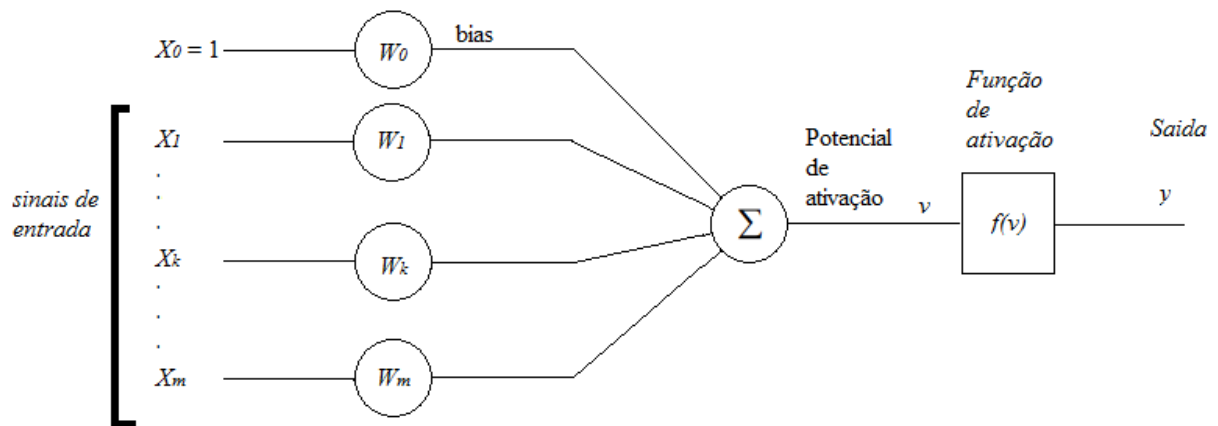 X0 = 1
W0
bias
X1
W1
.
.
.
sinais de
entrada
Xk
Wk
.
.
.
Xm
Wm
Σ
Potencial
de
ativação
v
Função
de
ativação
f(v)
Saida
y